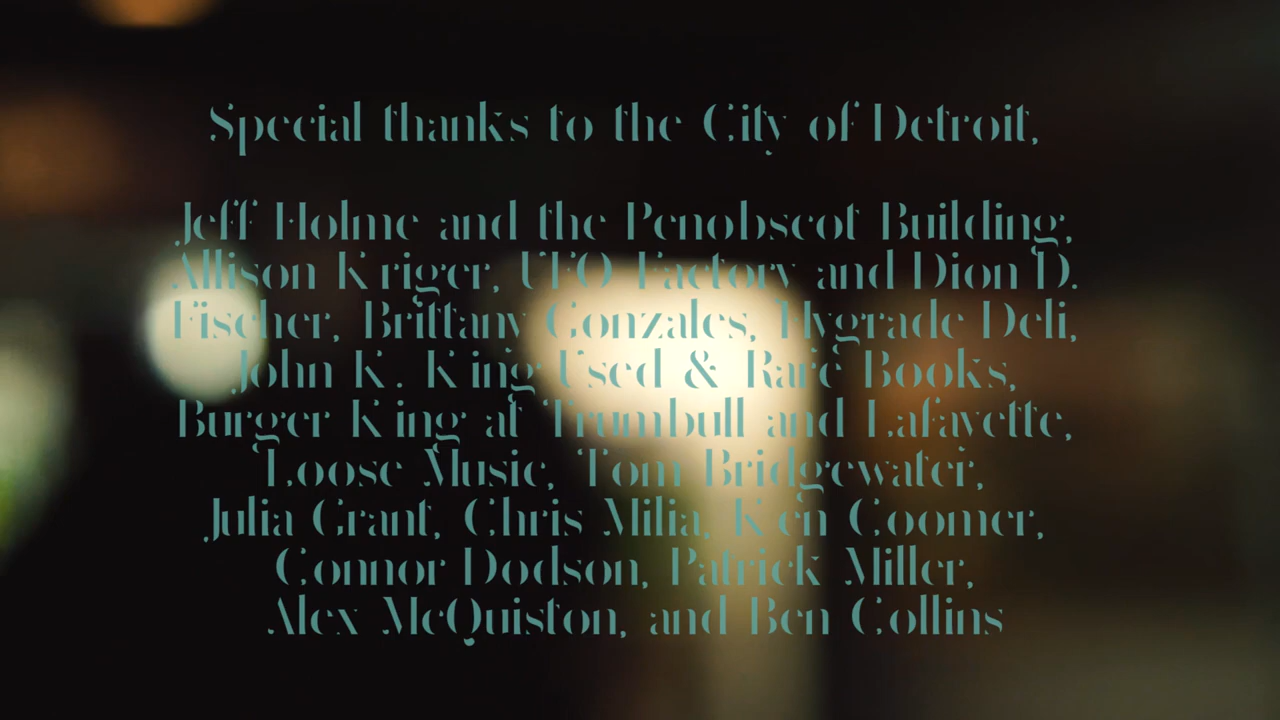 Special thanks to the City of Detroit,
Jeff Holme and the Penobscot Building,
Allison Kriger, UFO Factory and Dion D.
Fischer, Brittany Gonzales, Hygrade Deli,
John K. King Used & Rare Books,
Burger King at Trumbull and Lafayette,
Loose Music, Tom Bridgewater,
Julia Grant, Chris Milia, Ken Coomer,
Connor Dodson, Patrick Miller,
Alex McQuiston, and Ben Collins